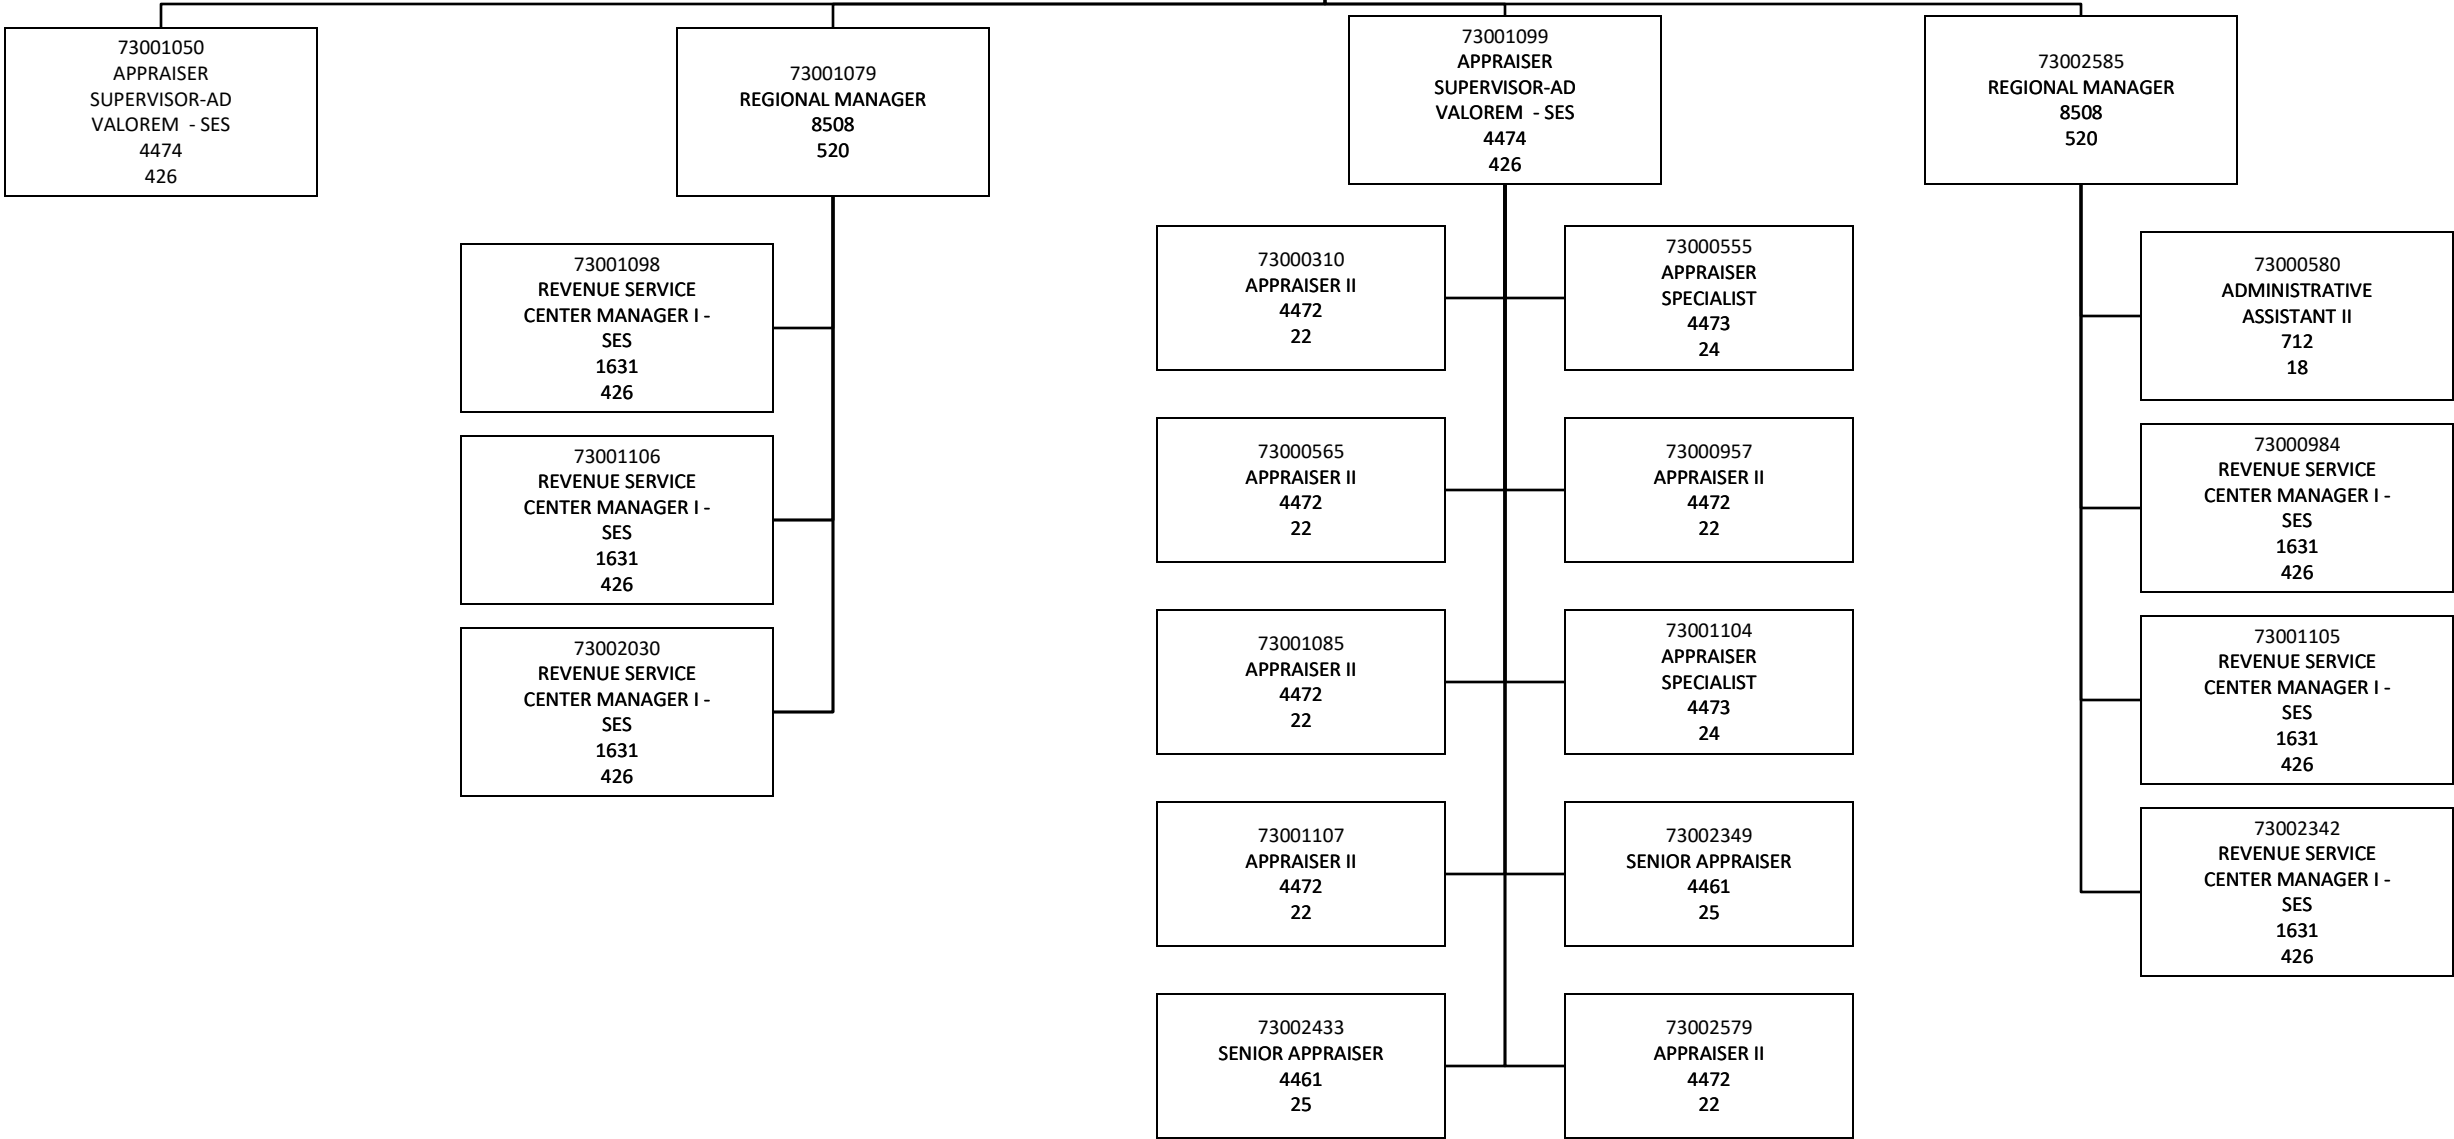 73001050
APPRAISER
SUPERVISOR-AD
VALOREM - SES
4474
426
73001079
REGIONAL MANAGER
8508
520
73001099
APPRAISER
SUPERVISOR-AD
VALOREM - SES
4474
426
73002585
REGIONAL MANAGER
8508
520
73001098
REVENUE SERVICE
CENTER MANAGER I -
SES
1631
426
73001106
REVENUE SERVICE
CENTER MANAGER I -
SES
1631
426
73002030
REVENUE SERVICE
CENTER MANAGER I -
SES
1631
426
73000310
APPRAISER II
4472
22
73000555
APPRAISER
SPECIALIST
4473
24
73000565
APPRAISER II
4472
22
73000957
APPRAISER II
4472
22
73001085
APPRAISER II
4472
22
73001104
APPRAISER
SPECIALIST
4473
24
73001107
APPRAISER II
4472
22
73002349
SENIOR APPRAISER
4461
25
73002433
SENIOR APPRAISER
4461
25
73002579
APPRAISER II
4472
22
73000580
ADMINISTRATIVE
ASSISTANT II
712
18
73000984
REVENUE SERVICE
CENTER MANAGER I -
SES
1631
426
73001105
REVENUE SERVICE
CENTER MANAGER I -
SES
1631
426
73002342
REVENUE SERVICE
CENTER MANAGER I -
SES
1631
426